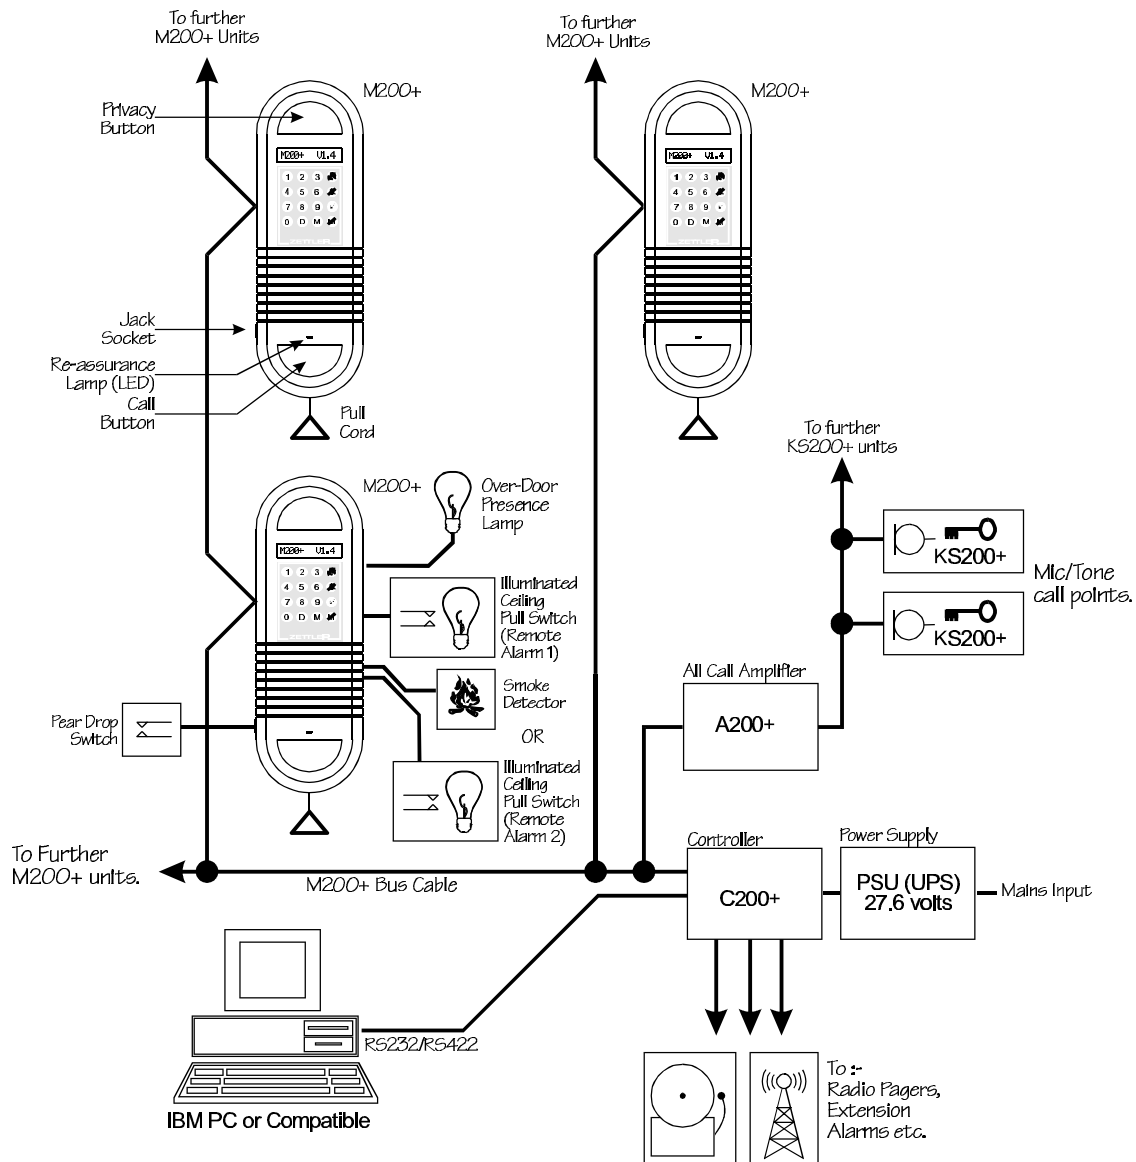 To further
M200+ Units
To further
M200+ Units
M200+
M200+
Privacy
Button
M200+ V1.4
1 2 3
4 5 6
7 8 9
0 D M
ZETTLER
M200+ V1.4
1 2 3
4 5 6
7 8 9
0 D M
ZETTLER
Jack
Socket
Re-assurance
Lamp (LED)
Call
Button
Pull
Cord
To further
KS200+ units
M200+
Over-Door
Presence
Lamp
M200+ V1.4
1 2 3
4 5 6
7 8 9
0 D M
ZETTLER
Illuminated
Ceiling
Pull Switch
(Remote
Alarm 1)
KS200+
KS200+
Mic/Tone
call points.
Smoke
Detector
OR
Pear Drop
Switch
Illuminated
Ceiling
Pull Switch
(Remote
Alarm 2)
All Call Amplifier
A200+
Controller
C200+
Power Supply
PSU (UPS)
27.6 volts
Mains Input
To Further
M200+ units.
M200+ Bus Cable
RS232/RS422
IBM PC or Compatible
To :-
Radio Pagers,
Extension
Alarms etc.